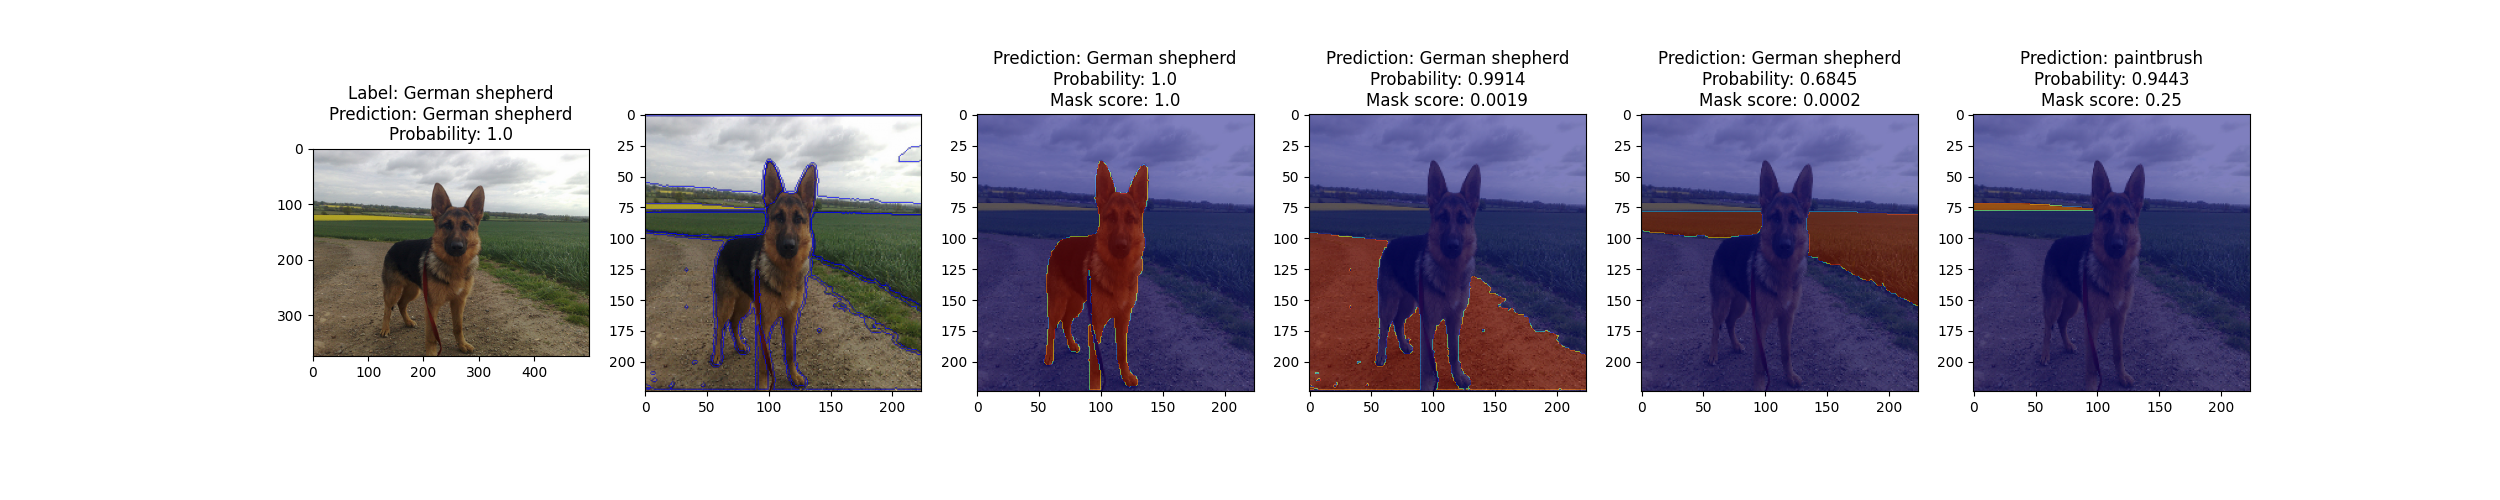 Label: German shepherd
Prediction: German shepherd
Probability: 1.0
0
100
200
300
0 100 200 300 400
0
25
50
75
100
125
150
175
200
0 50 100 150 200
Prediction: German shepherd
Probability: 1.0
Mask score: 1.0
0
25
50
75
100
125
150
175
200
0 50 100 150 200
Prediction: German shepherd
Probability: 0.9914
Mask score: 0.0019
0
25
50
75
100
125
150
175
200
0 50 100 150 200
Prediction: German shepherd
Probability: 0.6845
Mask score: 0.0002
0
25
50
75
100
125
150
175
200
0 50 100 150 200
Prediction: paintbrush
Probability: 0.9443
Mask score: 0.25
0
25
50
75
100
125
150
175
200
0 50 100 150 200